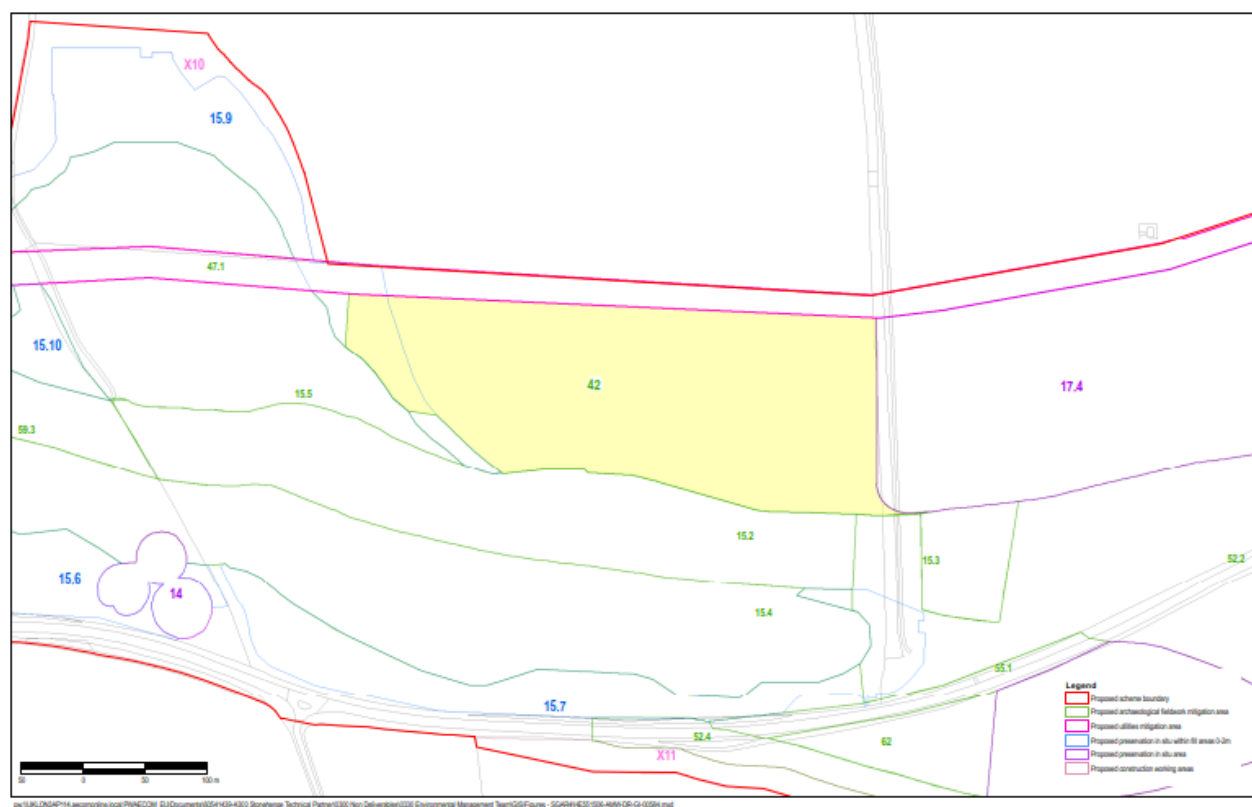 X10
15.9
47.1
15.10
42
17.4
15.5
59.3
15.2
15.3
52.2
15.6
14
15.4
55.1
15.7
52.4
62
X11
Legend
Proposed scheme boundary
Proposed archaeological fieldwork mitigation area
Proposed utilities mitigation area
Proposed preservation in situ within fill areas 0-2m
Proposed preservation in situ area
Proposed construction working areas
50 0 50 100 m